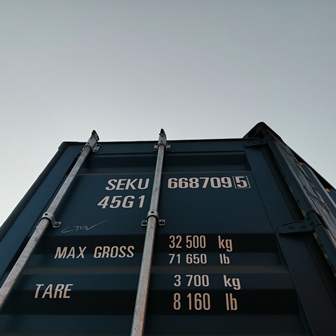 SEKU 668709 5
45G1
MAX GROSS 32 500 kg
71 650 lb
TARE 3 700 kg
8 160 lb